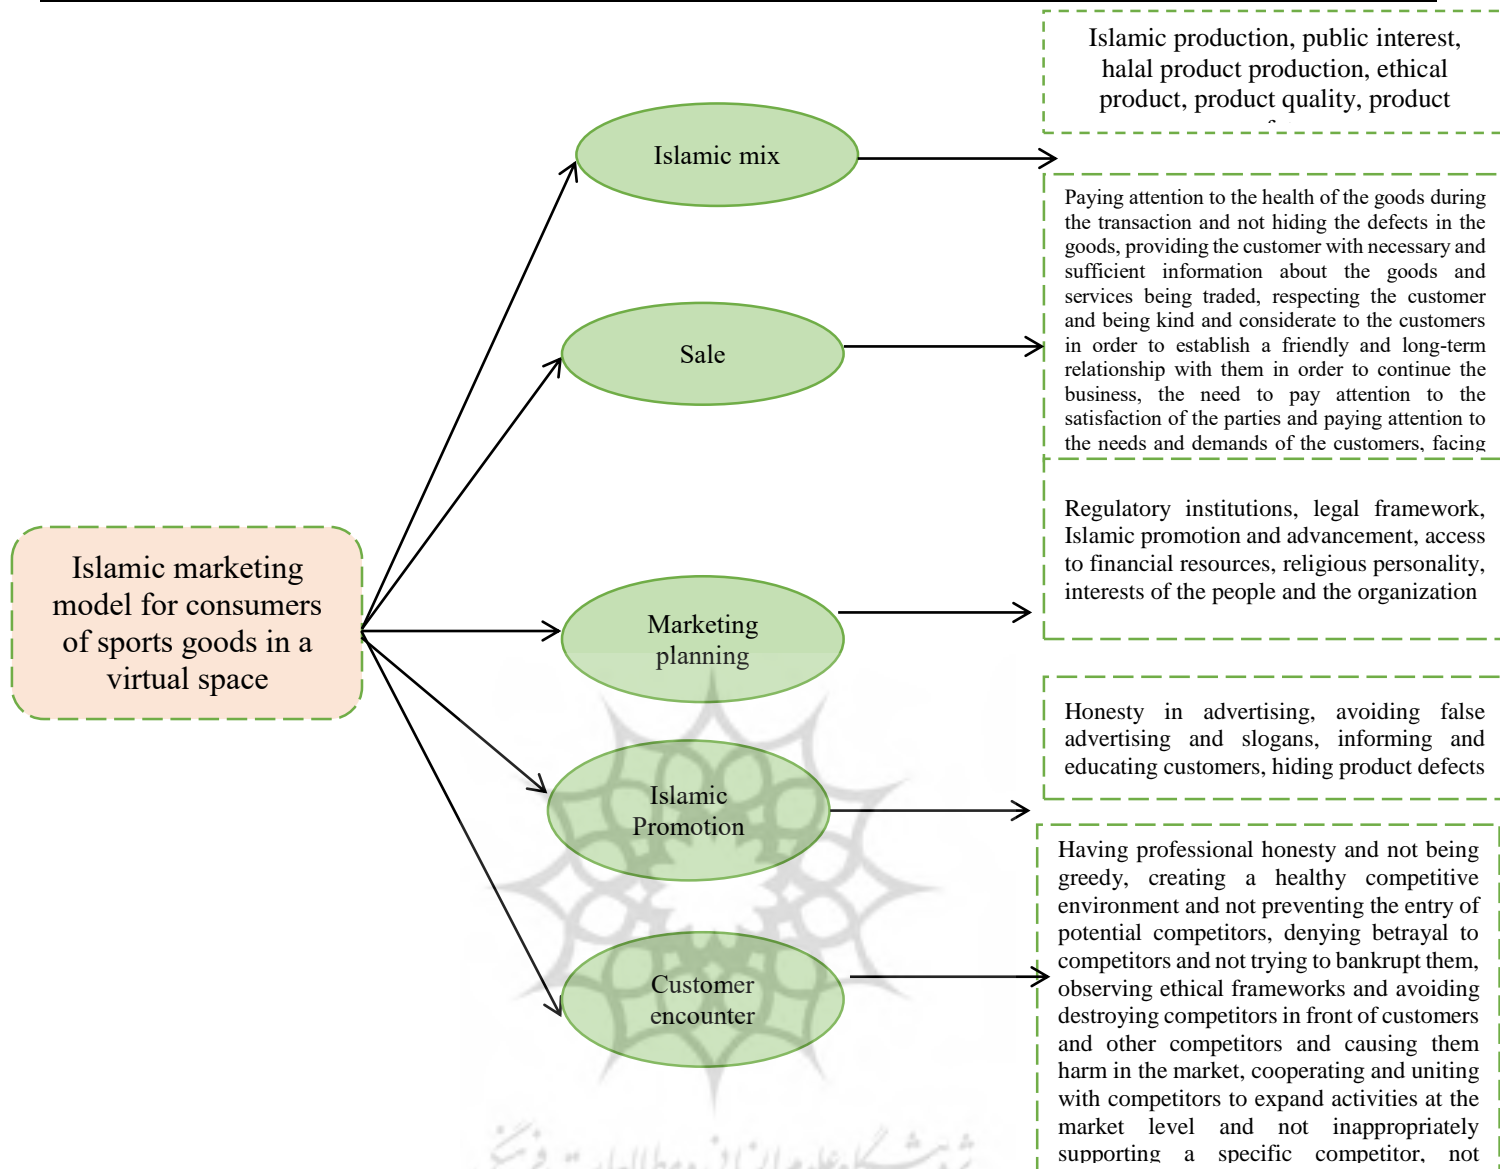 Islamic production, public interest,
halal product production, ethical
product, product quality, product
Islamic mix
Paying attention to the health of the goods during
the transaction and not hiding the defects in the
goods, providing the customer with necessary and
sufficient information about the goods and
services being traded, respecting the customer
and being kind and considerate to the customers
in order to establish a friendly and long-term
relationship with them in order to continue the
business, the need to pay attention to the
satisfaction of the parties and paying attention to
the needs and demands of the customers, facing
Sale
Regulatory institutions, legal framework,
Islamic promotion and advancement, access
to financial resources, religious personality,
interests of the people and the organization
Islamic marketing
model for consumers
of sports goods in a
virtual space
Marketing
planning
Honesty in advertising, avoiding false
advertising and slogans, informing and
educating customers, hiding product defects
Islamic
Promotion
Having professional honesty and not being
greedy, creating a healthy competitive
environment and not preventing the entry of
potential competitors, denying betrayal to
competitors and not trying to bankrupt them,
observing ethical frameworks and avoiding
destroying competitors in front of customers
and other competitors and causing them
harm in the market, cooperating and uniting
with competitors to expand activities at the
market level and not inappropriately
supporting a specific competitor, not
Customer
encounter